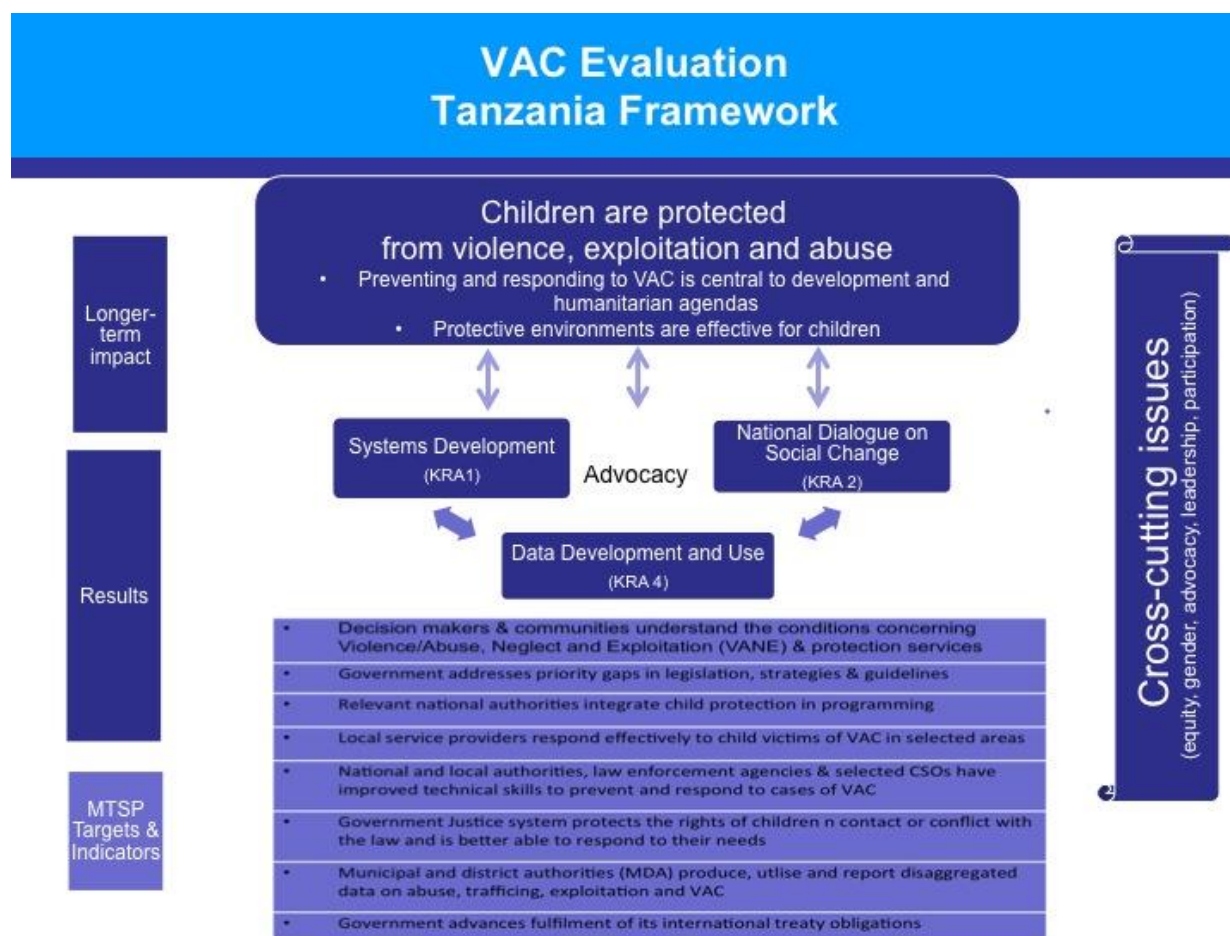 VAC Evaluation
Tanzania Framework
Children are protected
from violence, exploitation and abuse
• Preventing and responding to VAC is central to development and
humanitarian agendas
• Protective environments are effective for children
Longer-
term
impact
Systems Development
(KRA1)
Advocacy
National Dialogue on
Social Change
(KRA 2)
Data Development and Use
(KRA 4)
Results
• Decision makers & communities understand the conditions concerning
Violence/Abuse, Neglect and Exploitation (VANE) & protection services
• Government addresses priority gaps in legislation, strategies & guidelines
• Relevant national authorities integrate child protection in programming
• Local service providers respond effectively to child victims of VAC in selected areas
• National and local authorities, law enforcement agencies & selected CSOs have
improved technical skills to prevent and respond to cases of VAC
• Government Justice system protects the rights of children n contact or conflict with
the law and is better able to respond to their needs
• Municipal and district authorities (MDA) produce, utlise and report disaggregated
data on abuse, trafficing, exploitation and VAC
• Government advances fulfilment of its international treaty obligations
MTSP
Targets &
Indicators
Cross-cutting issues
(equity, gender, advocacy, leadership, participation)